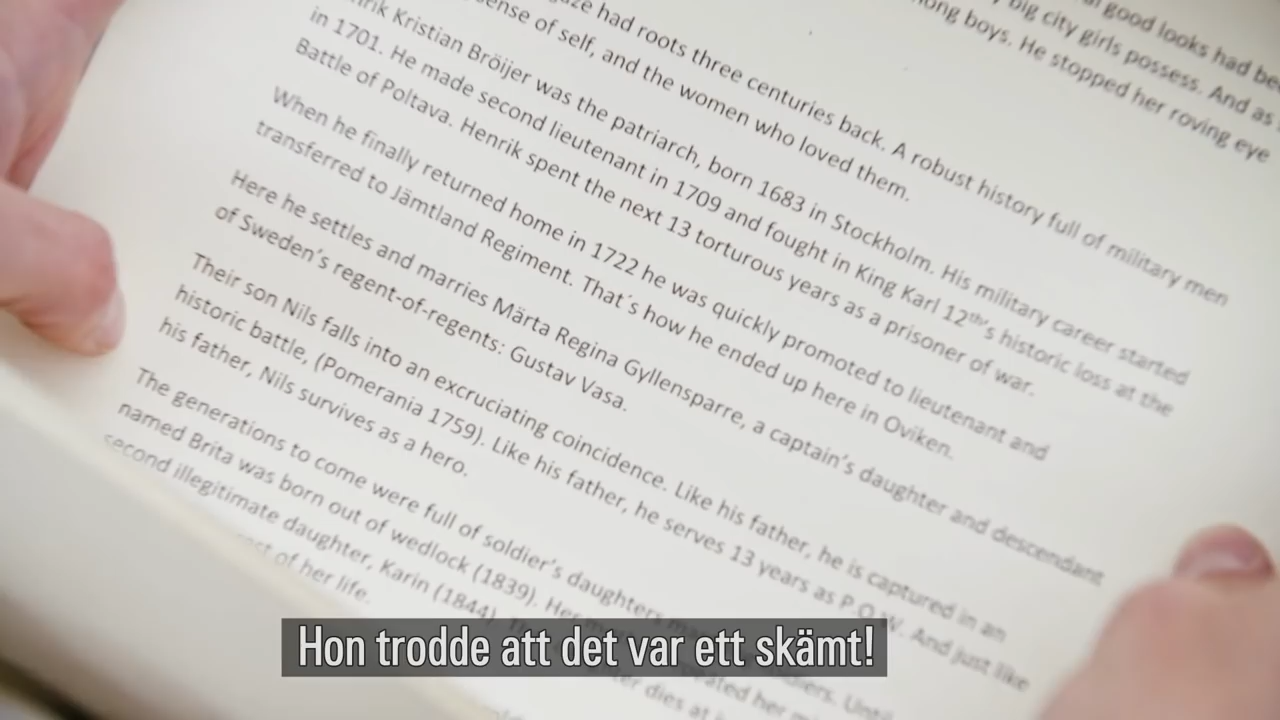 good looks had
big city girls possess. And as
boys. He stopped her roving eye
had roots three centuries back. A robust history full of military men
sense of self, and the women who loved them.
Kristian Bröijer was the patriarch, born 1683 in Stockholm. His military career started
in 1701. He made second lieutenant in 1709 and fought in King Karl 12th's historic loss at the
Battle of Poltava. Henrik spent the next 13 torturous years as a prisoner of war.
When he finally returned home in 1722 he was quickly promoted to lieutenant and
transferred to Jämtland Regiment. That´s how he ended up here in Oviken.
Here he settles and marries Märta Regina Gyllensparre, a captain's daughter and descendant
of Sweden's regent-of-regents: Gustav Vasa.
Their son Nils falls into an excruciating coincidence. Like his father, he is captured in an
historic battle, (Pomerania 1759). Like his father, he serves 13 years as P.O.W. And just like
his father, Nils survives as a hero.
The generations to come were full of soldier's daughters soldiers. Until
named Brita was born out of wedlock (1839). Her repeated her
second illegitimate daughter, Karin (1844) dies at
rest of her life.
Hon trodde att det var ett skämt!